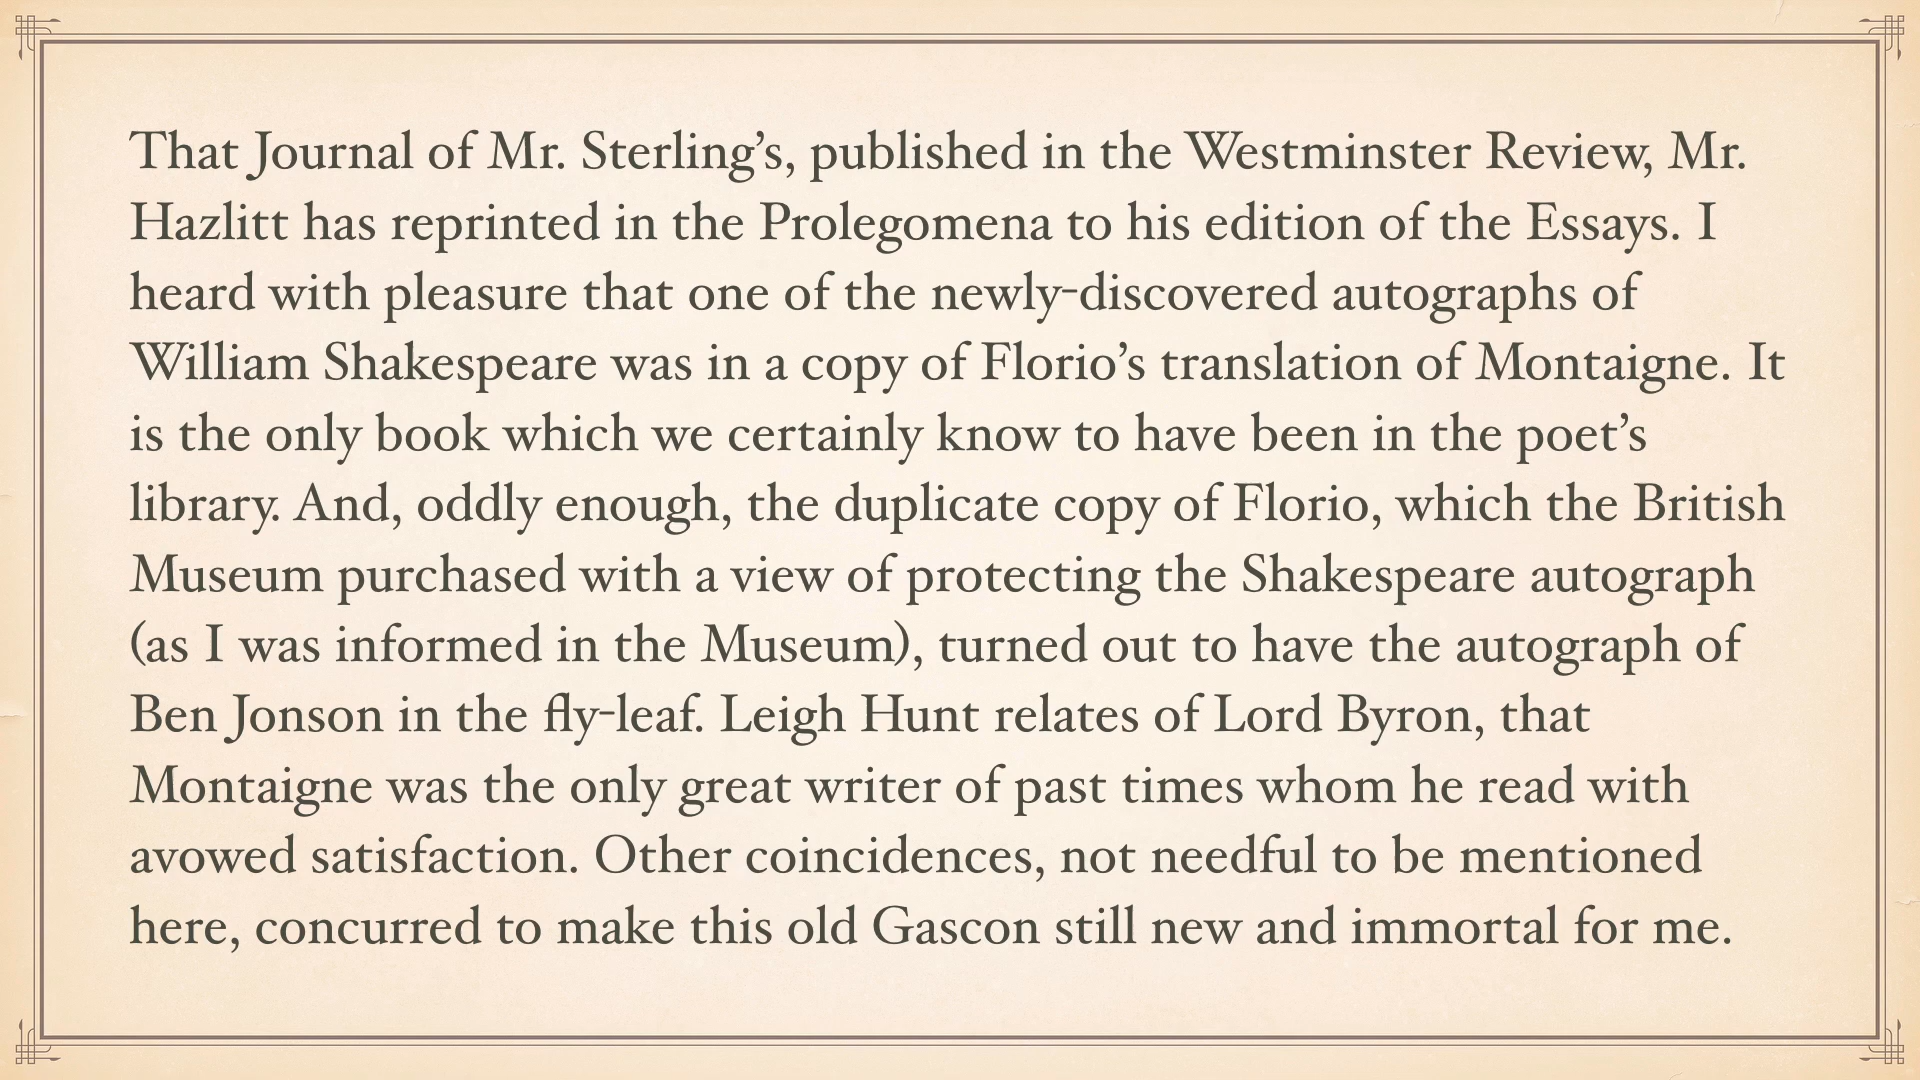 That Journal of Mr. Sterling’s, published in the Westminster Review, Mr.
Hazlitt has reprinted in the Prolegomena to his edition of the Essays. I
heard with pleasure that one of the newly-discovered autographs of
William Shakespeare was in a copy of Florio’s translation of Montaigne. It
is the only book which we certainly know to have been in the poet’s
library. And, oddly enough, the duplicate copy of Florio, which the British
Museum purchased with a view of protecting the Shakespeare autograph
(as I was informed in the Museum), turned out to have the autograph of
Ben Jonson in the fly-leaf. Leigh Hunt relates of Lord Byron, that
Montaigne was the only great writer of past times whom he read with
avowed satisfaction. Other coincidences, not needful to be mentioned
here, concurred to make this old Gascon still new and immortal for me.